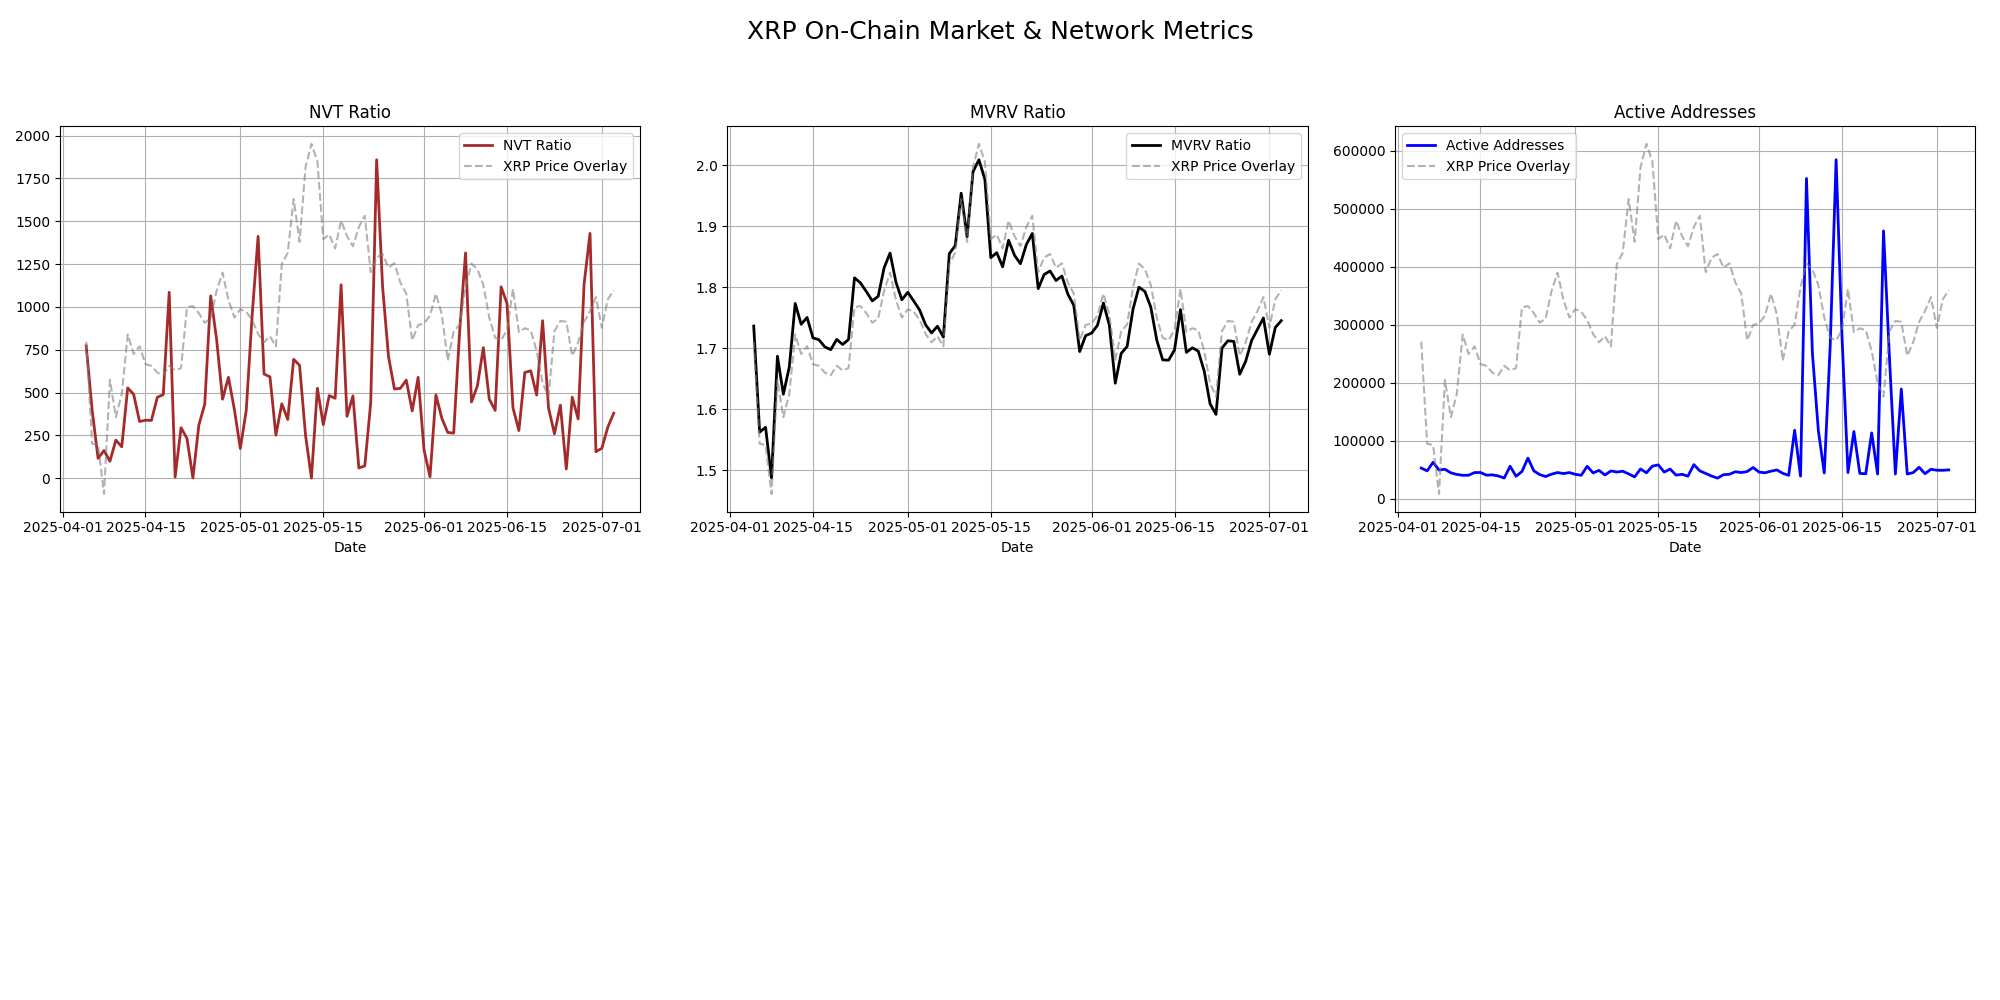 XRP On-Chain Market & Network Metrics
NVT Ratio
2000
1750
1500
1250
1000
750
500
250
0
NVT Ratio
XRP Price Overlay
2025-04-01 2025-04-15 2025-05-01 2025-05-15 2025-06-01 2025-06-15 2025-07-01
Date
MVRV Ratio
2.0
1.9
1.8
1.7
1.6
1.5
MVRV Ratio
XRP Price Overlay
2025-04-01 2025-04-15 2025-05-01 2025-05-15 2025-06-01 2025-06-15 2025-07-01
Date
Active Addresses
600000
500000
400000
300000
200000
100000
0
Active Addresses
XRP Price Overlay
2025-04-01 2025-04-15 2025-05-01 2025-05-15 2025-06-01 2025-06-15 2025-07-01
Date